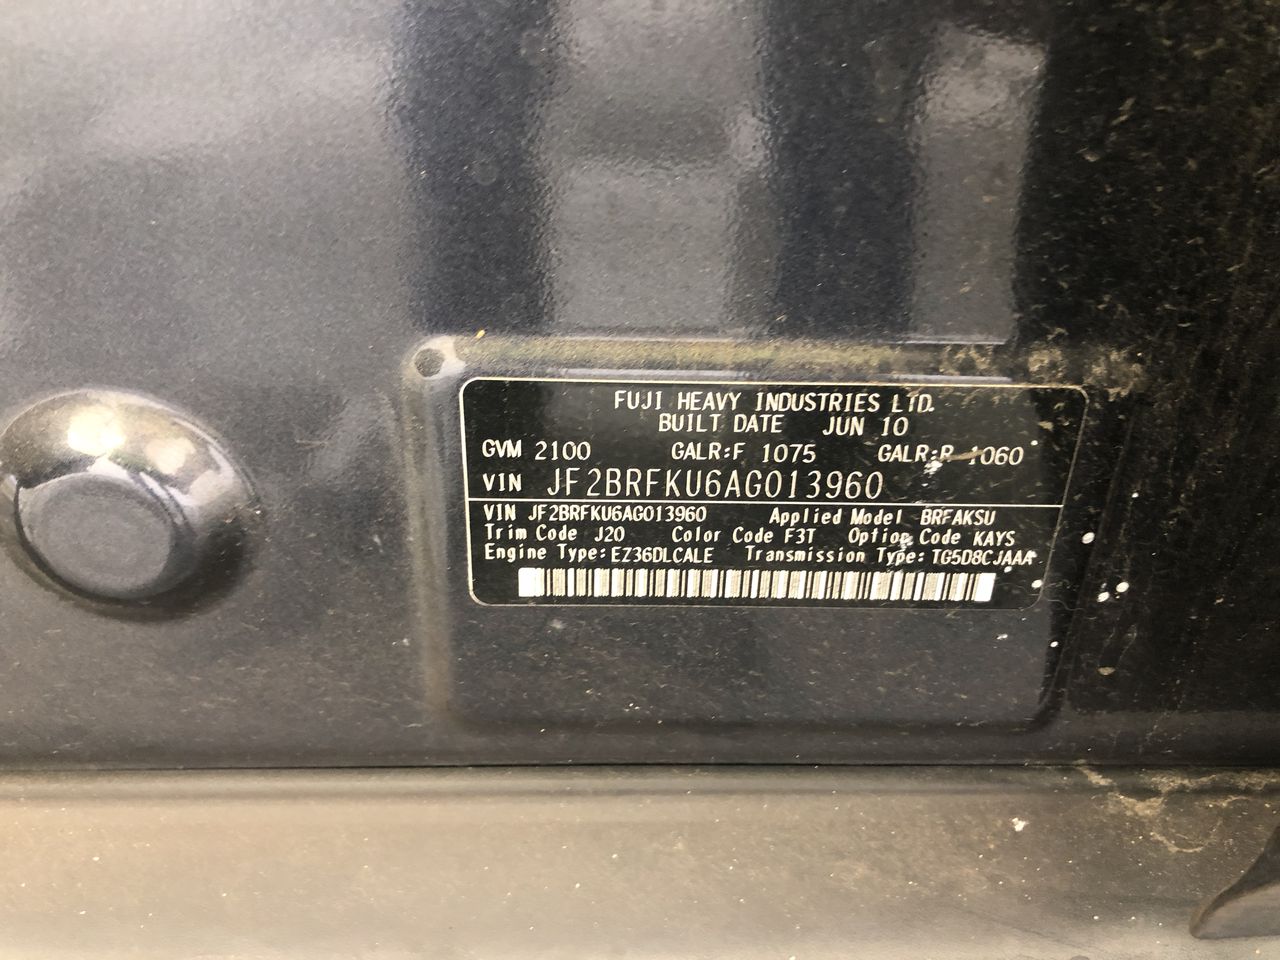 FUJI HEAVY INDUSTRIES LTD.
BUILT DATE JUN 10
GVM 2100 GALR:F 1075 GALR:R 1060
VIN JF2BRFKU6AG013960
VIN JF2BRFKU6AG013960 Applied Model BRFAKSU
Trim Code J20 Color Code F3T Option Code KAYS
Engine Type: EZ36DLCALE Transmission Type: TG5D8CJAAA